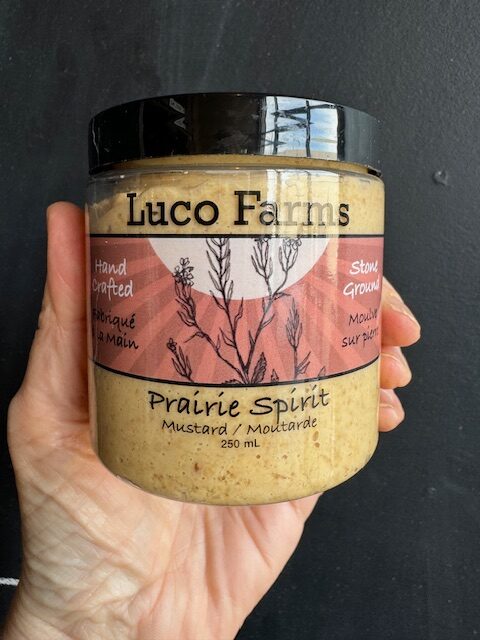 Luco Farms
Hand
Crafted
Fabriqué
à la Main
Stone
Ground
Moulue
sur pierre
Prairie Spirit
Mustard / Moutarde
250 mL